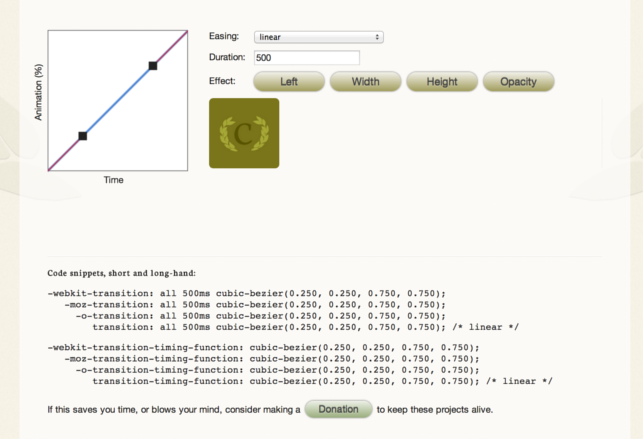 Easing: linear
Duration: 500
Effect: Left Width Height Opacity
Animation (%)
C
Time
Code snippets, short and long-hand:
-webkit-transition: all 500ms cubic-bezier(0.250, 0.250, 0.750, 0.750);
-moz-transition: all 500ms cubic-bezier(0.250, 0.250, 0.750, 0.750);
-o-transition: all 500ms cubic-bezier(0.250, 0.250, 0.750, 0.750);
transition: all 500ms cubic-bezier(0.250, 0.250, 0.750, 0.750); /* linear */
-webkit-transition-timing-function: cubic-bezier(0.250, 0.250, 0.750, 0.750);
-moz-transition-timing-function: cubic-bezier(0.250, 0.250, 0.750, 0.750);
-o-transition-timing-function: cubic-bezier(0.250, 0.250, 0.750, 0.750);
transition-timing-function: cubic-bezier(0.250, 0.250, 0.750, 0.750); /* linear */
If this saves you time, or blows your mind, consider making a Donation to keep these projects alive.